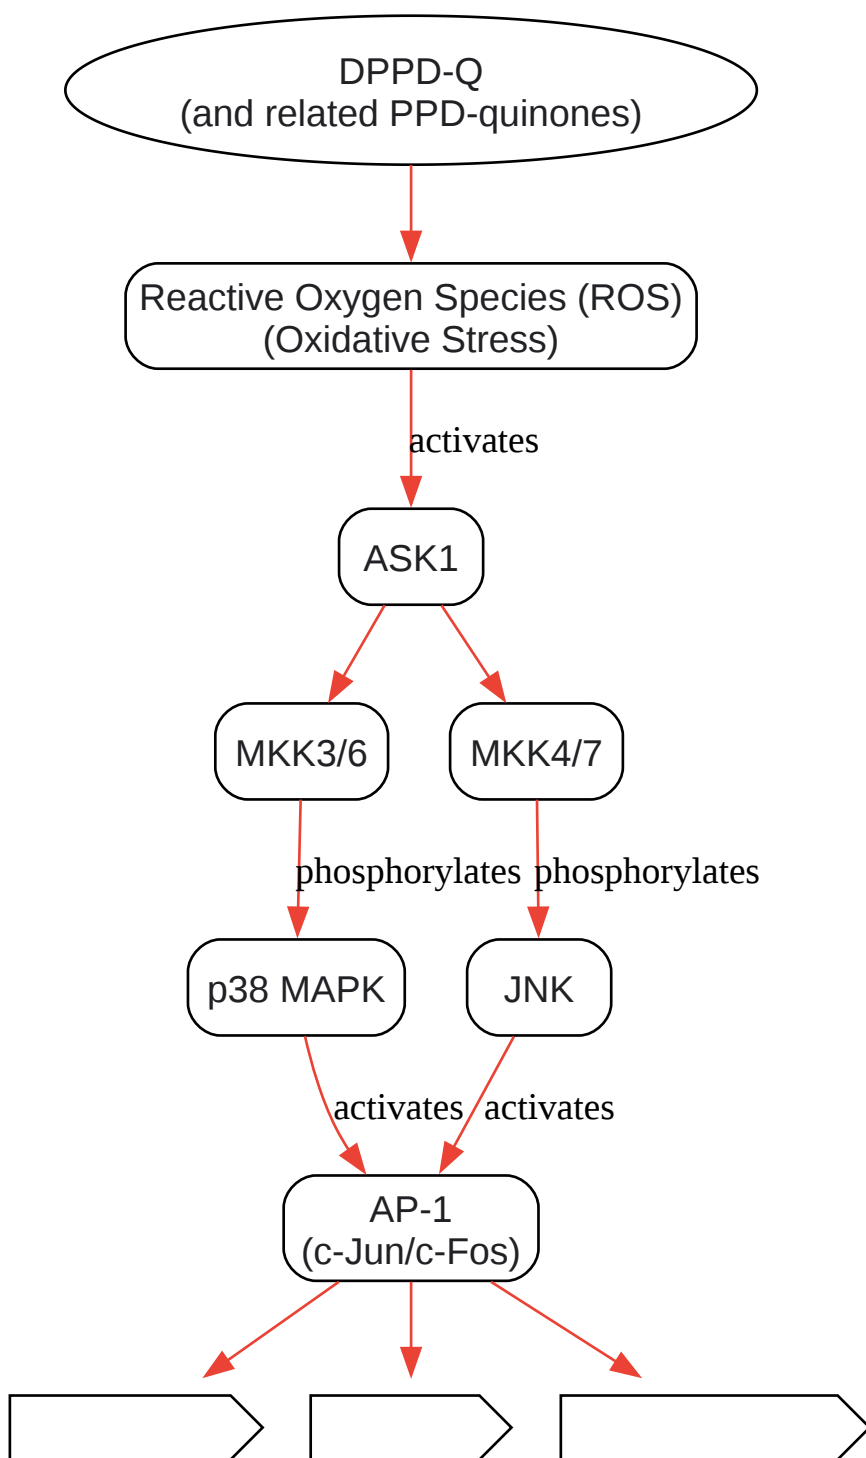 DPPD-Q
(and related PPD-quinones)
Reactive Oxygen Species (ROS)
(Oxidative Stress)
activates
ASK1
MKK3/6
MKK4/7
phosphorylates
phosphorylates
p38 MAPK
JNK
activates
activates
AP-1
(c-Jun/c-Fos)